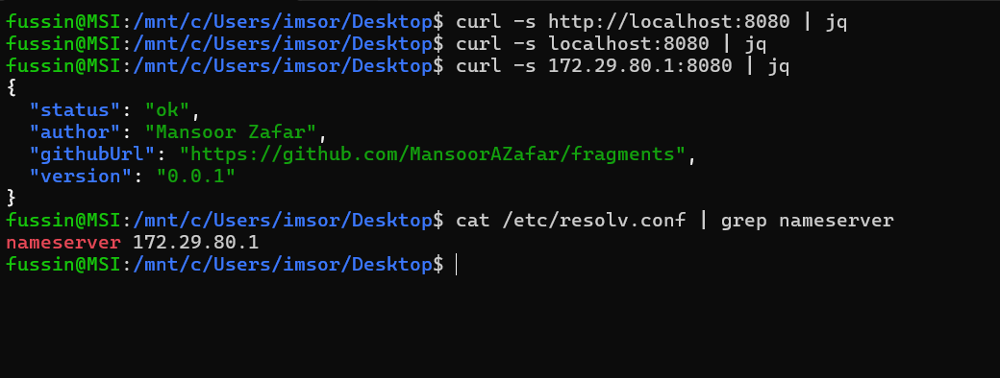 fussin@MSI:/mnt/c/Users/imsor/Desktop$ curl -s http://localhost:8080 | jq
fussin@MSI:/mnt/c/Users/imsor/Desktop$ curl -s localhost:8080 | jq
fussin@MSI:/mnt/c/Users/imsor/Desktop$ curl -s 172.29.80.1:8080 | jq
{
  "status": "ok",
  "author": "Mansoor Zafar",
  "githubUrl": "https://github.com/MansoorAZafar/fragments",
  "version": "0.0.1"
}
fussin@MSI:/mnt/c/Users/imsor/Desktop$ cat /etc/resolv.conf | grep nameserver
nameserver 172.29.80.1
fussin@MSI:/mnt/c/Users/imsor/Desktop$